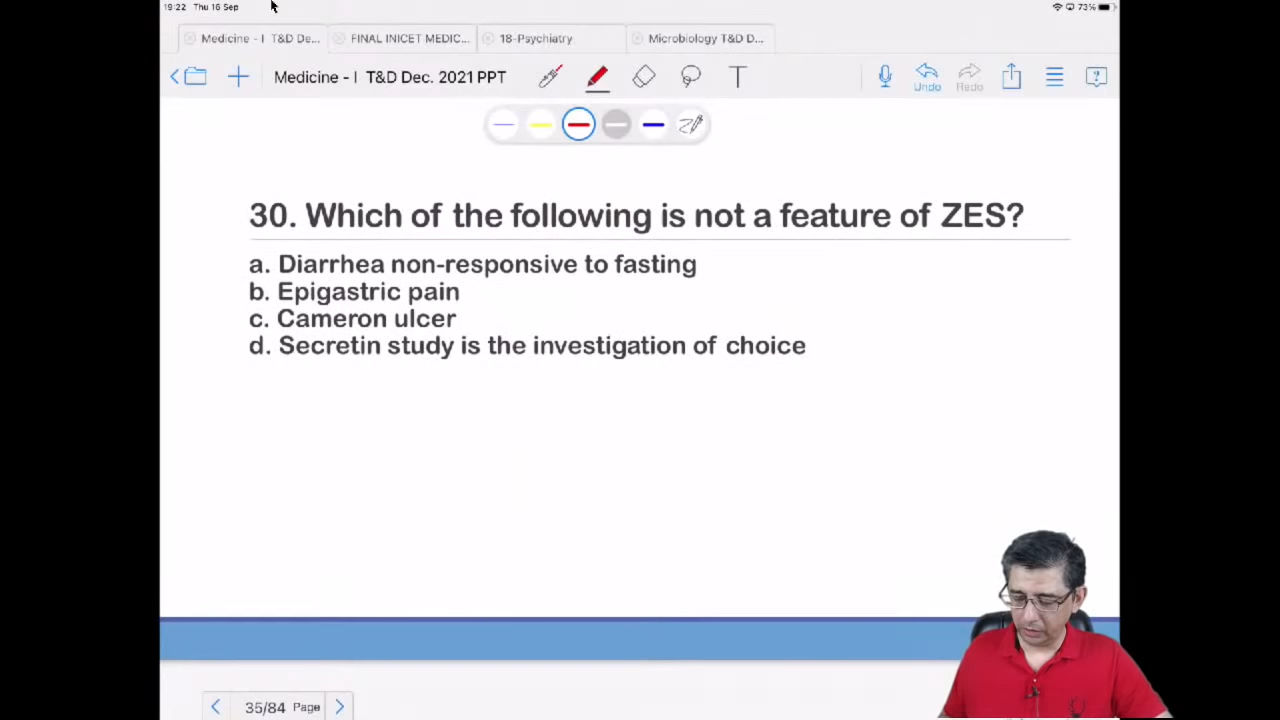 19:22 Thu 16 Sep
73%
Medicine - I T&D De...
FINAL INICET MEDIC...
18-Psychiatry
Microbiology T&D D...
Medicine - I T&D Dec. 2021 PPT
T
Undo
Redo
?
30. Which of the following is not a feature of ZES?
a. Diarrhea non-responsive to fasting
b. Epigastric pain
c. Cameron ulcer
d. Secretin study is the investigation of choice
35/84 Page